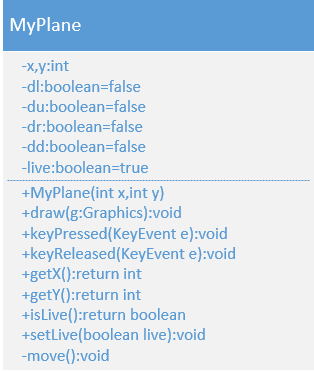 MyPlane
-x,y:int
-dl:boolean=false
-du:boolean=false
-dr:boolean=false
-dd:boolean=false
-live:boolean=true
+MyPlane(int x,int y)
+draw(g:Graphics):void
+keyPressed(KeyEvent e):void
+keyReleased(KeyEvent e):void
+getX():return int
+getY():return int
+isLive():return boolean
+setLive(boolean live):void
-move():void